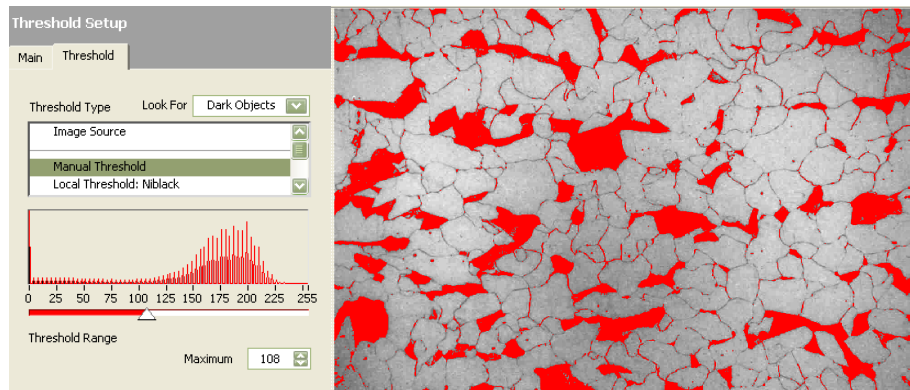 Threshold Setup
Main Threshold
Threshold Type Look For Dark Objects
Image Source
Manual Threshold
Local Threshold: Niblack
0 25 50 75 100 125 150 175 200 225 255
Threshold Range
Maximum 108